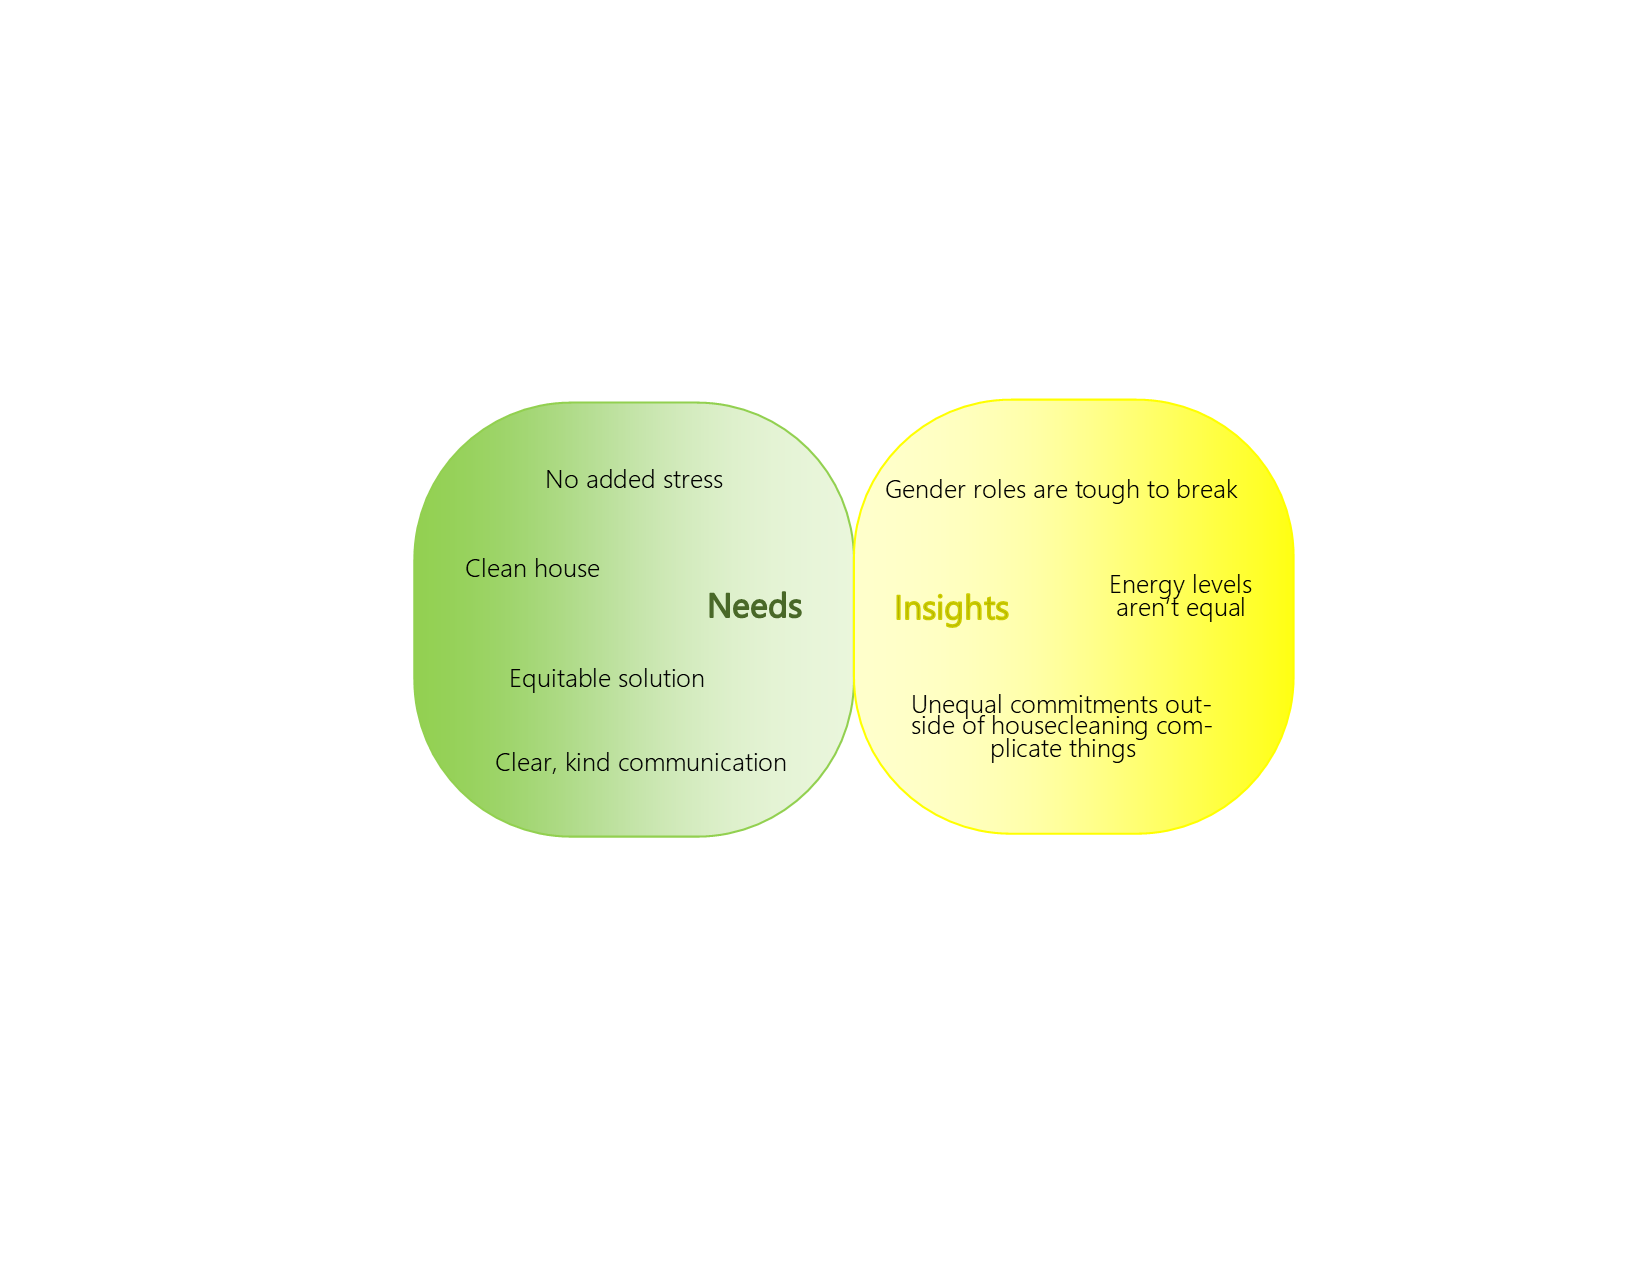 No added stress
Clean house
Needs
Equitable solution
Clear, kind communication
Gender roles are tough to break
Energy levels
aren't equal
Insights
Unequal commitments out-
side of housecleaning com-
plicate things